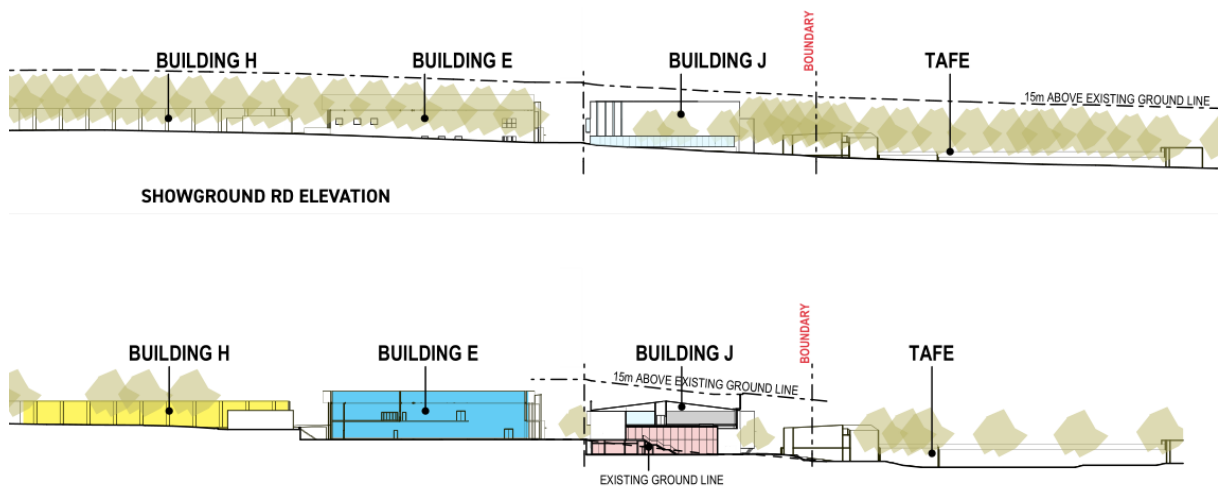 BUILDING H
BUILDING E
BUILDING J
BOUNDARY
TAFE
15m ABOVE EXISTING GROUND LINE
SHOWGROUND RD ELEVATION
BUILDING H
BUILDING E
BUILDING J
BOUNDARY
TAFE
15m ABOVE EXISTING GROUND LINE
EXISTING GROUND LINE